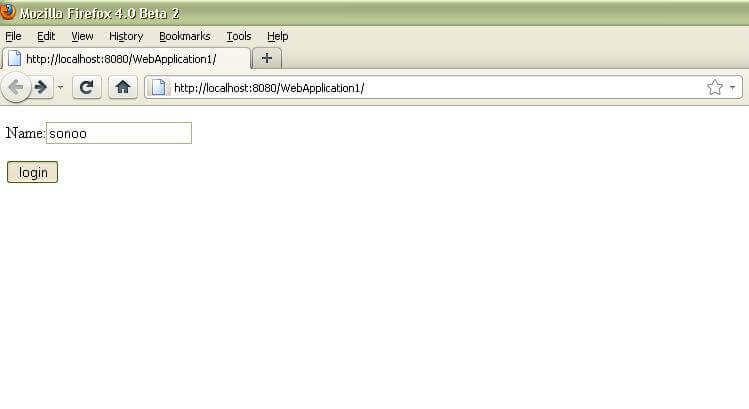 Mozilla Firefox 4.0 Beta 2
File Edit View History Bookmarks Tools Help
http://localhost:8080/WebApplication1/
http://localhost:8080/WebApplication1/
Name: sonoo
login